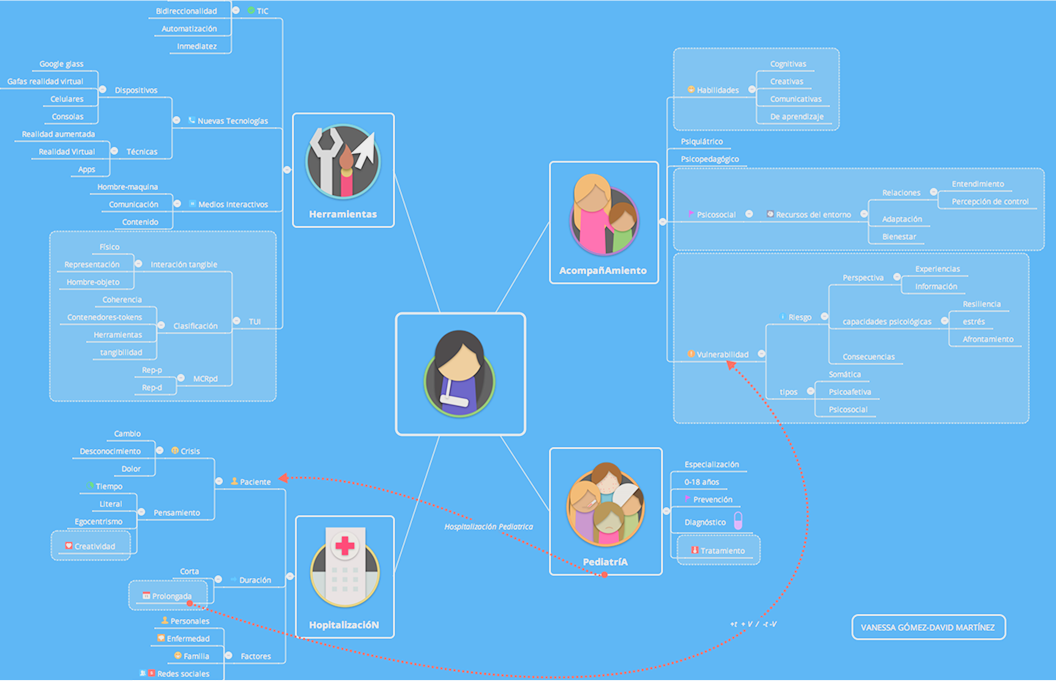 Bidireccionalidad
TIC
Automatización
Inmediatez
Google glass
Gafas realidad virtual
Dispositivos
Celulares
Consolas
Nuevas Tecnologías
Realidad aumentada
Realidad Virtual
Técnicas
Apps
Hombre-maquina
Comunicación
Medios Interactivos
Contenido
Herramientas
Físico
Representación
Interación tangible
Hombre-objeto
Coherencia
Contenedores-tokens
Clasificación
TUI
Herramientas
tangibilidad
Rep-p
MCRpd
Rep-d
Cognitivas
Habilidades
Creativas
Comunicativas
De aprendizaje
Psiquiátrico
Psicopedagógico
AcompañAmiento
Psicosocial
Recursos del entorno
Relaciones
Entendimiento
Percepción de control
Adaptación
Bienestar
Vulnerabilidad
Riesgo
Perspectiva
Experiencias
Información
capacidades psicológicas
Resiliencia
estrés
Afrontamiento
Consecuencias
tipos
Somática
Psicoafetiva
Psicosocial
Cambio
Desconocimiento
Crisis
Dolor
Paciente
Tiempo
Literal
Pensamiento
Egocentrismo
Creatividad
Corta
Duración
Prolongada
HopitalizacióN
Personales
Enfermedad
Familia
Factores
Redes sociales
Hospitalización Pediatrica
PediatríA
Especialización
0-18 años
Prevención
Diagnóstico
Tratamiento
+t + V / -t -V
VANESSA GÓMEZ-DAVID MARTÍNEZ